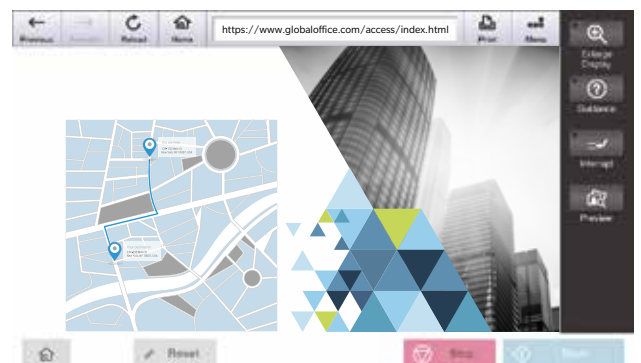 Previous
Reload
Home
https://www.globaloffice.com/access/index.html
Print
Menu
Enlarge
Display
Guidance
Interrupt
Preview
Reset
Stop
Start